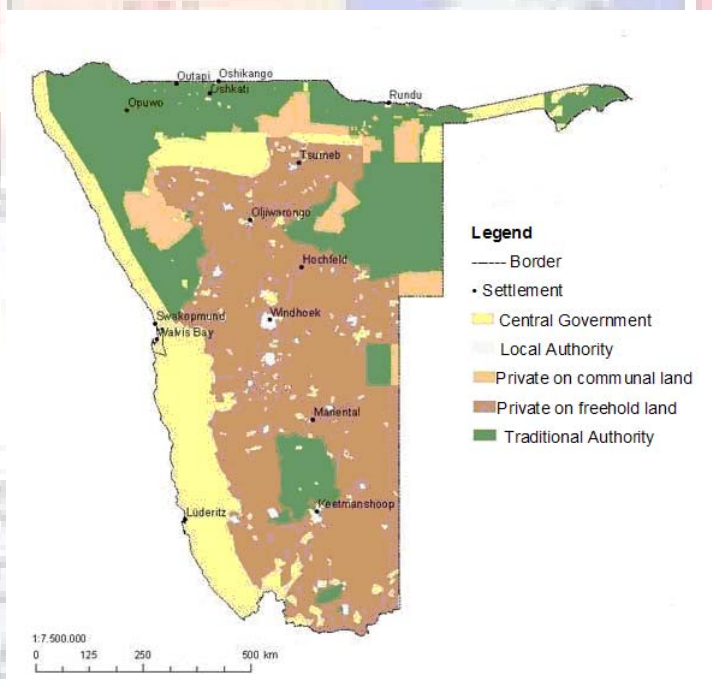 Outapi Oshikango
Oshkati
Opuwo
Rundu
Tsumeb
Otjiwarongo
Hochfeld
Windhoek
Swakopmund
Walvis Bay
Mariental
Keetmanshoop
Lüderitz
Legend
Border
Settlement
Central Government
Local Authority
Private on communal land
Private on freehold land
Traditional Authority
1:7.500.000
0 125 250 500 km